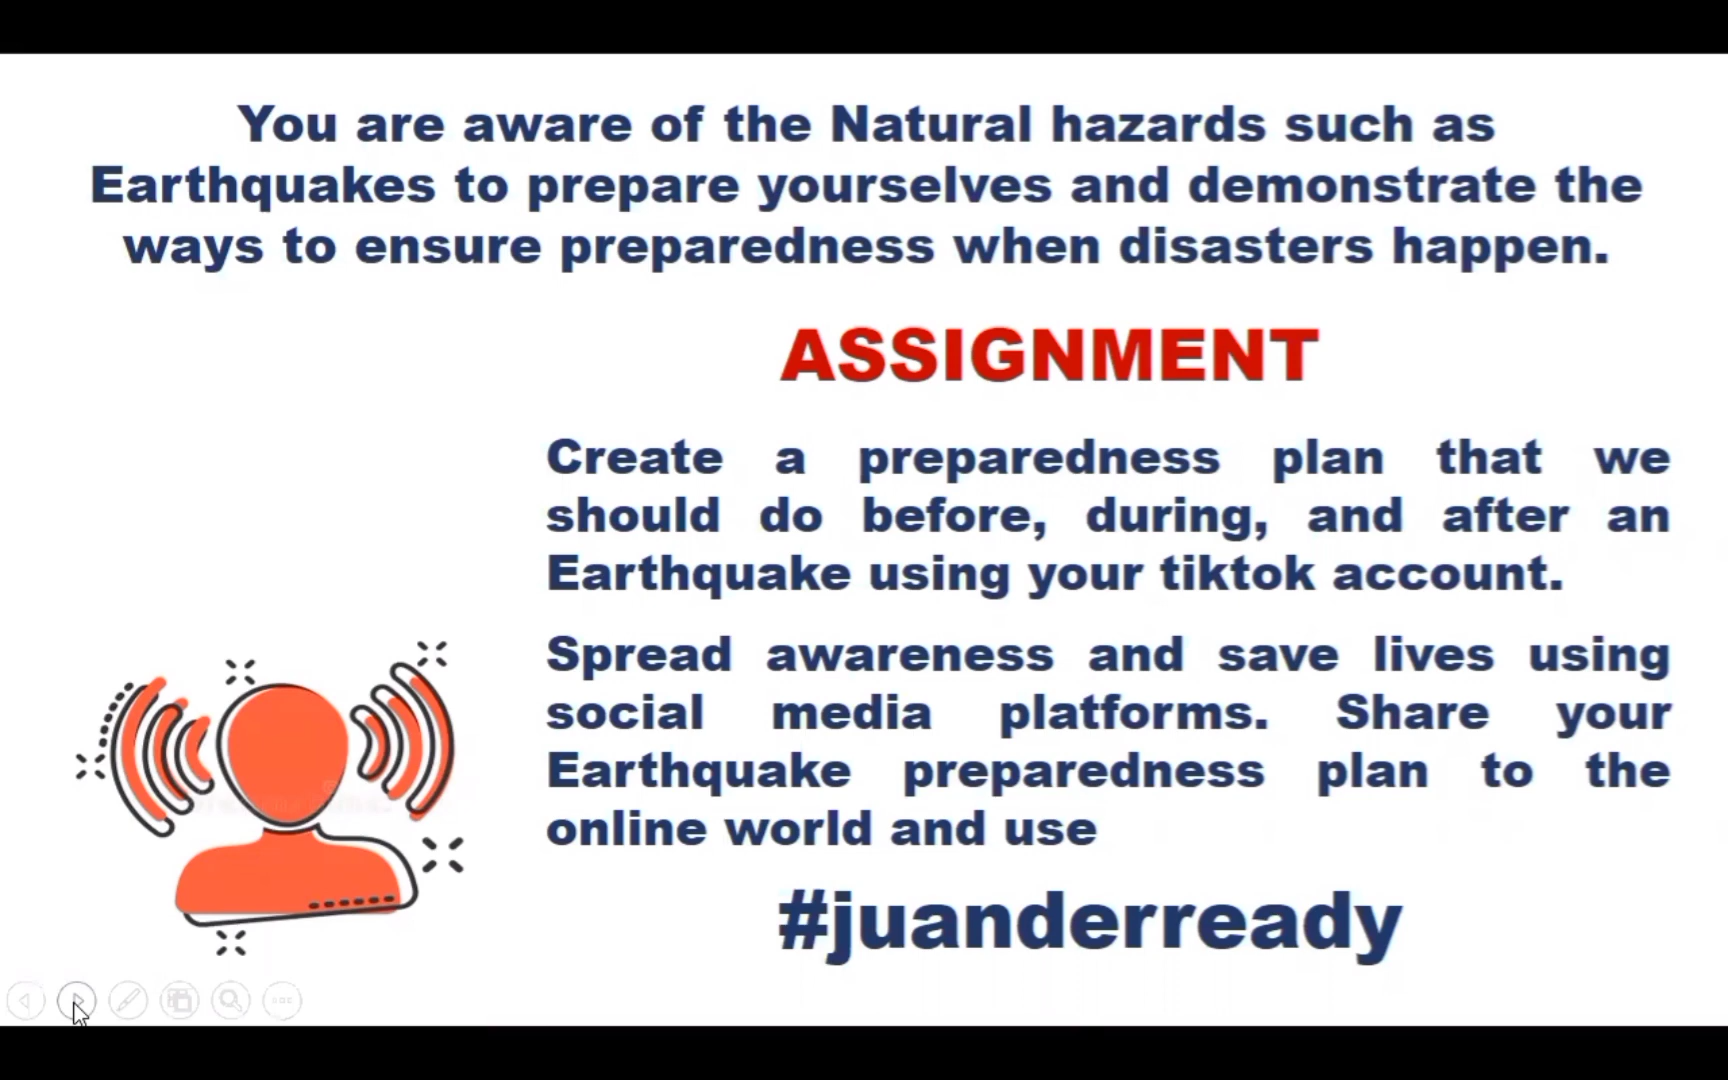 You are aware of the Natural hazards such as
Earthquakes to prepare yourselves and demonstrate the
ways to ensure preparedness when disasters happen.
ASSIGNMENT
Create a preparedness plan that we
should do before, during, and after an
Earthquake using your tiktok account.
Spread awareness and save lives using
social media platforms. Share your
Earthquake preparedness plan to the
online world and use
#juanderready